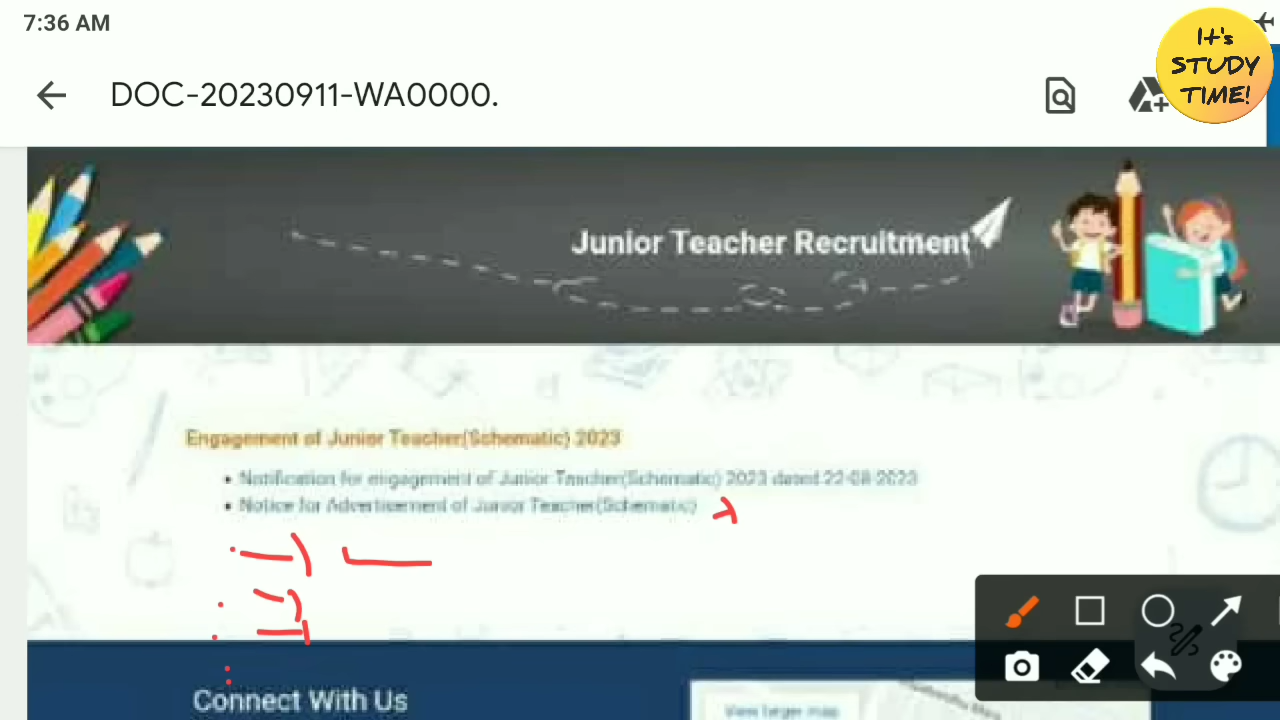 7:36 AM
It's
STUDY
TIME!
DOC-20230911-WA0000.
Junior Teacher Recruitment
Engagement of Junior Teacher(Schematic) 2023
Notification for engagement of Junior Teacher(Schematic) 2023 dated 22-08-2023
Notice for Advertisement of Junior Teacher(Schematic)
Connect With Us
View larger map